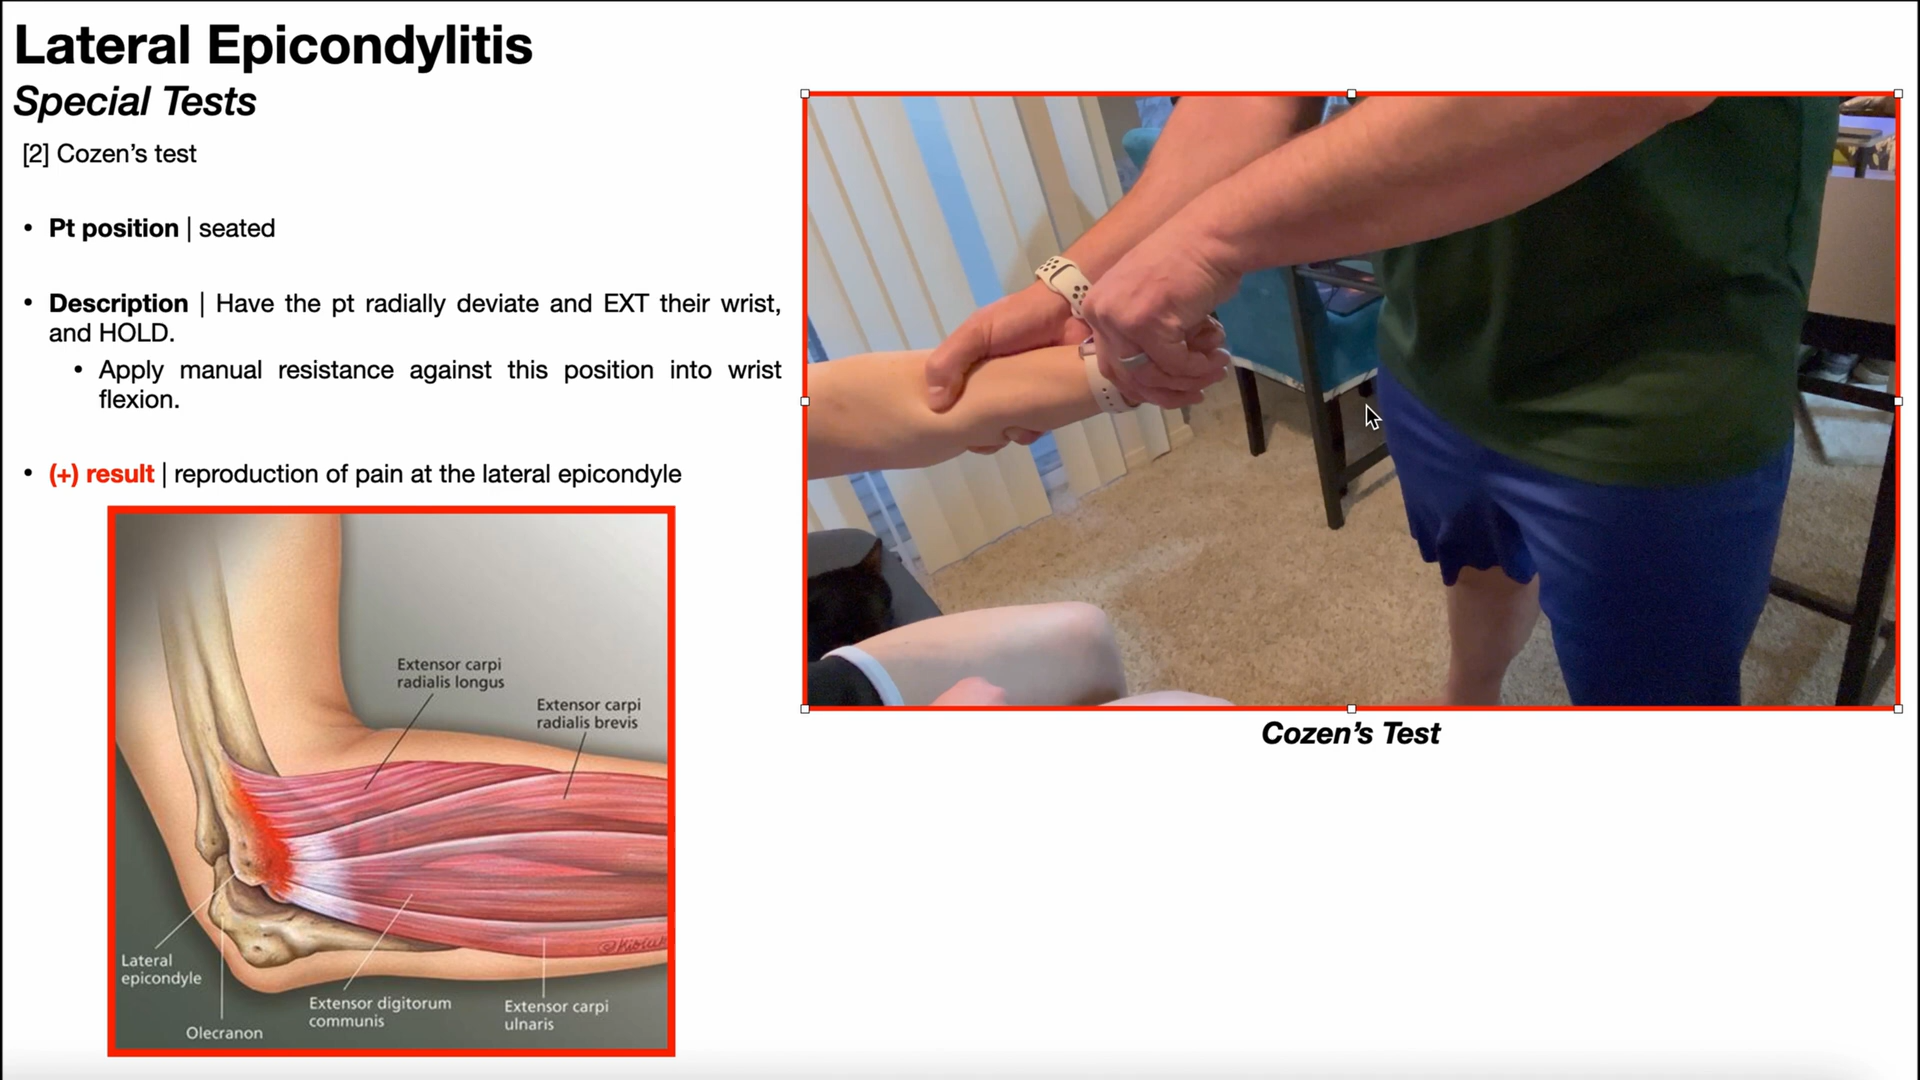 Lateral Epicondylitis
Special Tests
[2] Cozen’s test
• Pt position | seated
• Description | Have the pt radially deviate and EXT their wrist,
and HOLD.
• Apply manual resistance against this position into wrist
flexion.
• (+) result | reproduction of pain at the lateral epicondyle
Extensor carpi
radialis longus
Extensor carpi
radialis brevis
Lateral
epicondyle
Olecranon
Extensor digitorum
communis
Extensor carpi
ulnaris
Cozen’s Test